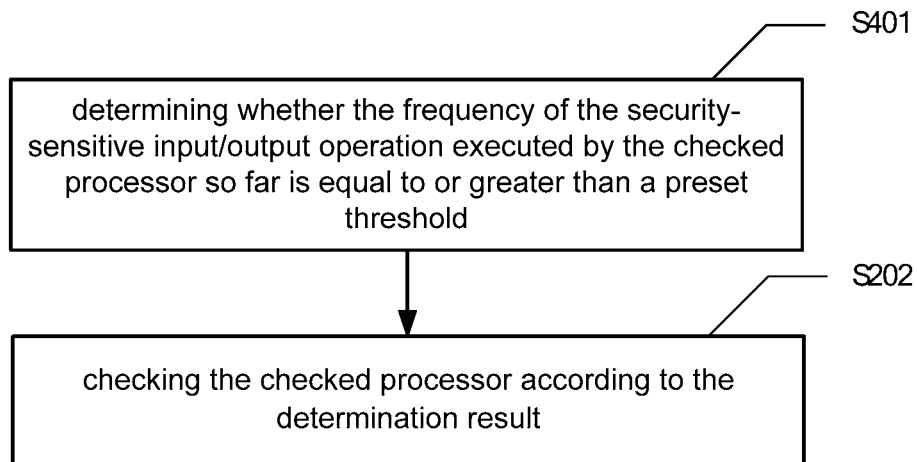 S401
determining whether the frequency of the security-
sensitive input/output operation executed by the checked
processor so far is equal to or greater than a preset
threshold
S202
checking the checked processor according to the
determination result